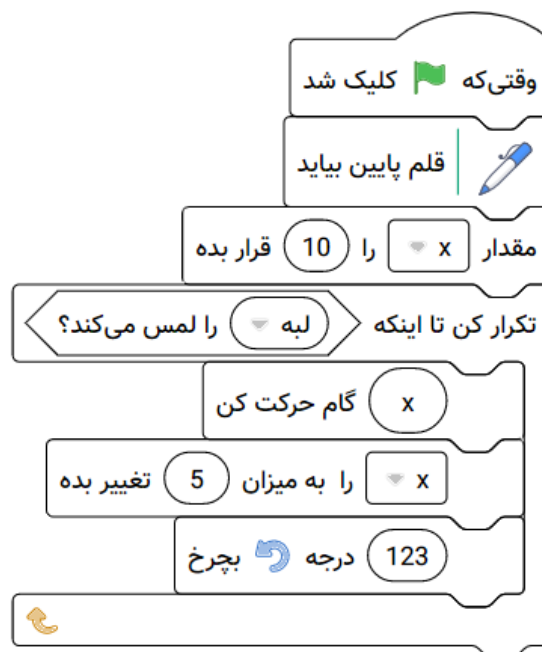 وقتی‌که کلیک شد
قلم پایین بیاید
مقدار x را 10 قرار بده
تکرار کن تا اینکه لبه را لمس می‌کند؟
x گام حرکت کن
x را به میزان 5 تغییر بده
123 درجه بچرخ